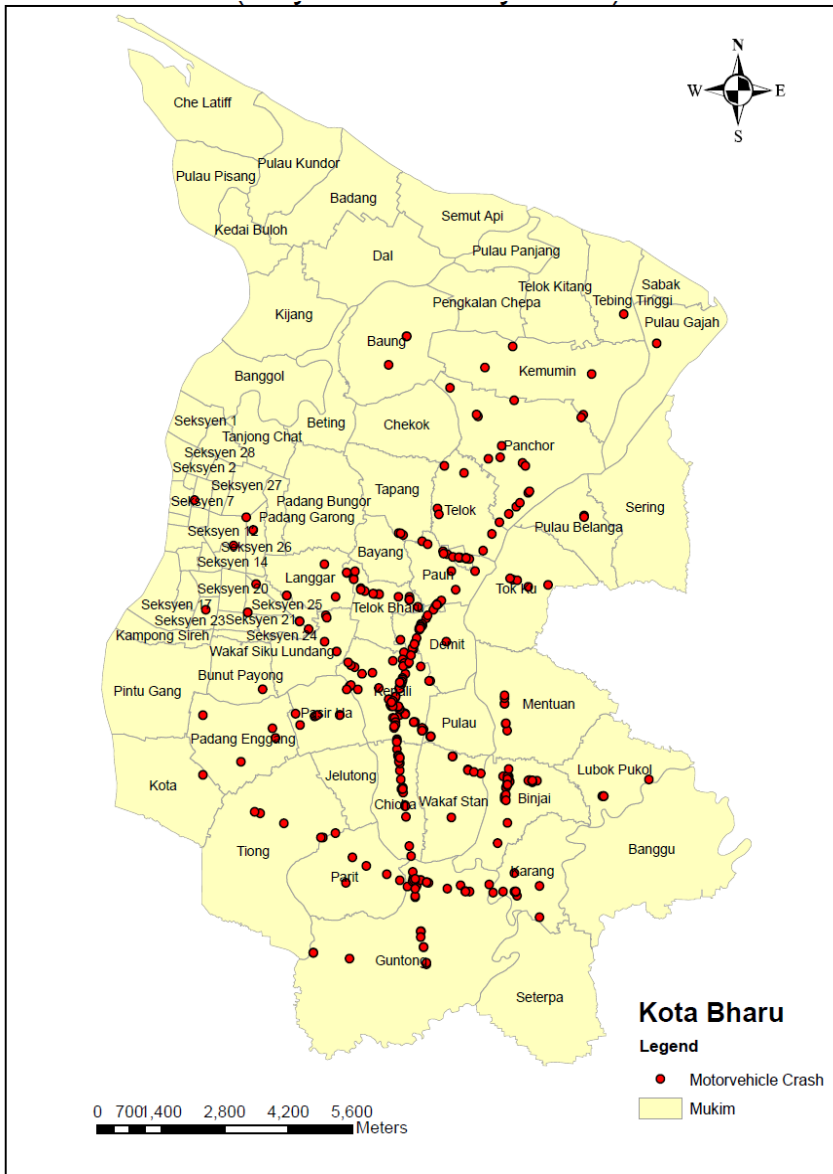 N
W E
S
Che Latiff
Pulau Kundor
Pulau Pisang
Badang
Semut Api
Kedai Buloh
Pulau Panjang
Dal
Telok Kitang
Sabak
Pengkalan Chepa
Tebing Tinggi
Kijang
Pulau Gajah
Baung
Kemumin
Banggol
Seksyen 1
Beting
Chekok
Tanjong Chat
Panchor
Seksyen 28
Seksyen 2
Seksyen 27
Tapang
Seksyen 7
Padang Bungor
Sering
Padang Garong
Telok
Pulau Belanga
Seksyen 12
Seksyen 26
Bayang
Seksyen 14
Langgar
Pauh
Seksyen 20
Tok Ku
Seksyen 17
Seksyen 25
Telok Bharu
Seksyen 23
Seksyen 21
Kampong Sireh
Seksyen 24
Demit
Wakaf Siku
Lundang
Bunut Payong
Pintu Gang
Kenali
Mentuan
Pasir Ha
Pulau
Padang Enggang
Kota
Jelutong
Lubok Pukol
Chicha
Wakaf Stan
Binjai
Tiong
Banggu
Parit
Karang
Guntong
Seterpa
Kota Bharu
Legend
Motorvehicle Crash
Mukim
0 700 1,400 2,800 4,200 5,600
Meters